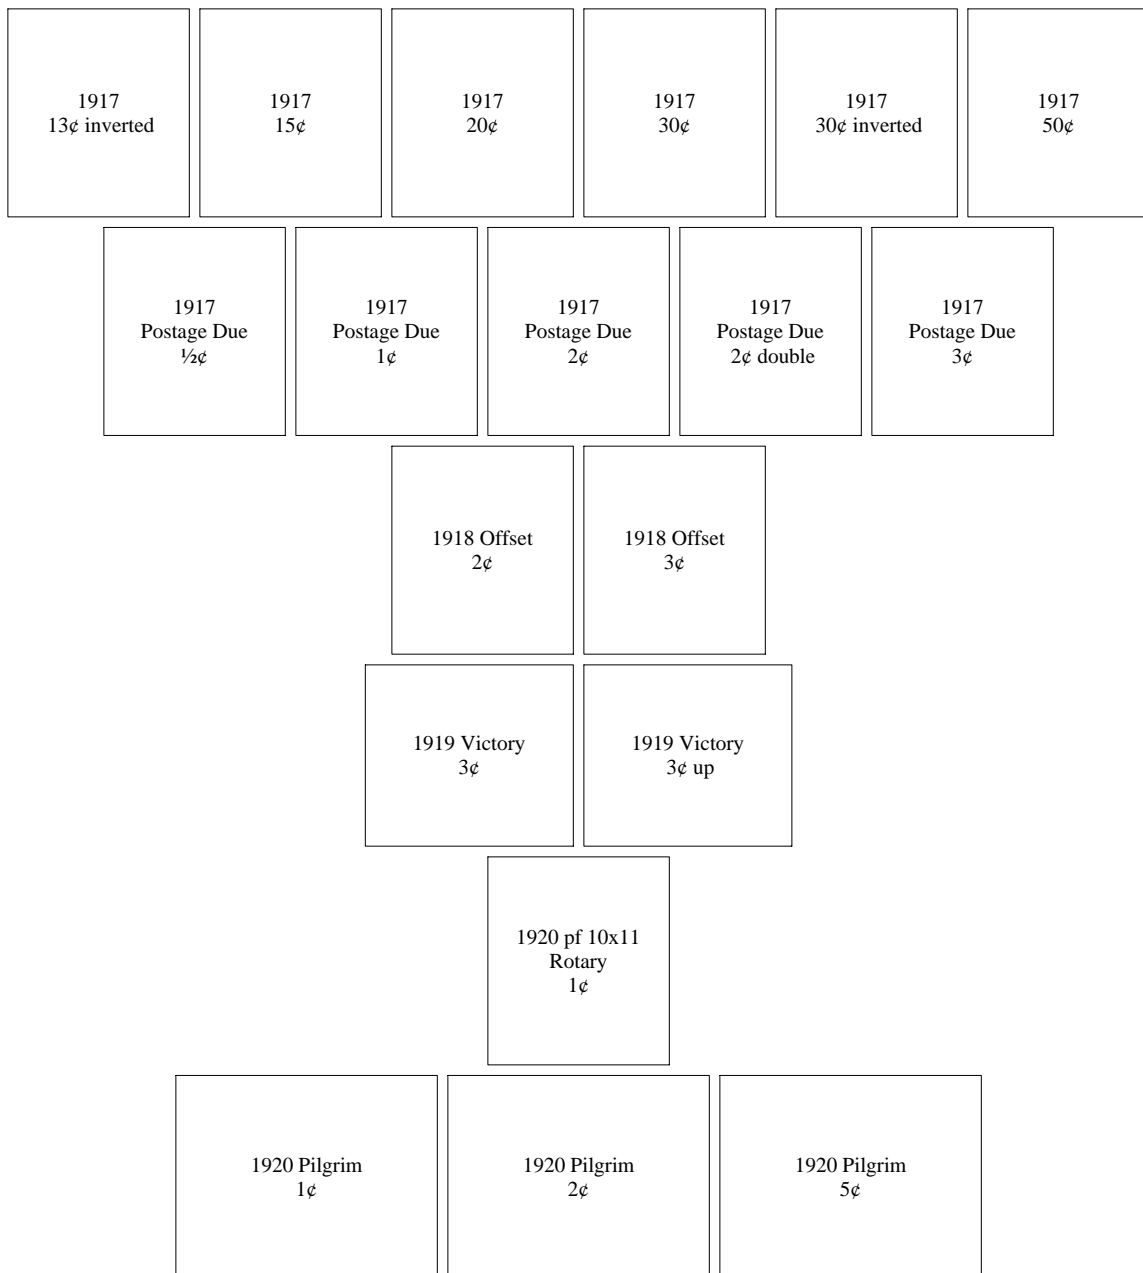 1917
13¢ inverted
1917
15¢
1917
20¢
1917
30¢
1917
30¢ inverted
1917
50¢
1917
Postage Due
½¢
1917
Postage Due
1¢
1917
Postage Due
2¢
1917
Postage Due
2¢ double
1917
Postage Due
3¢
1918 Offset
2¢
1918 Offset
3¢
1919 Victory
3¢
1919 Victory
3¢ up
1920 pf 10x11
Rotary
1¢
1920 Pilgrim
1¢
1920 Pilgrim
2¢
1920 Pilgrim
5¢